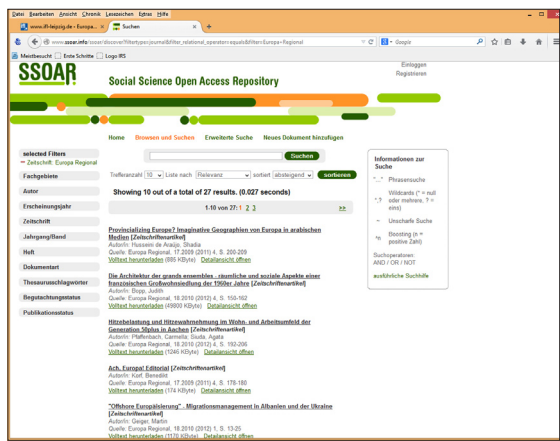 Datei Bearbeiten Ansicht Chronik Lesezeichen Extras Hilfe
www.ifl-leipzig.de - Europa...
Suchen
www.ssoar.info/ssoar/discover?filtertype=journal&filter_relational_operator=equals&filter=Europa+Regional
Google
Meistbesucht
Erste Schritte
Logo IRS
Einloggen
Registrieren
SSOAR
Social Science Open Access Repository
Home Browsen und Suchen Erweiterte Suche Neues Dokument hinzufügen
selected Filters
Zeitschrift: Europa Regional
Fachgebiete
Autor
Erscheinungsjahr
Zeitschrift
Jahrgang/Band
Heft
Dokumentart
Thesaurusschlagwörter
Begutachtungsstatus
Publikationsstatus
Suchen
Trefferanzahl 10 Liste nach Relevanz sortiert absteigend sortieren
Showing 10 out of a total of 27 results. (0.027 seconds)
1-10 von 27: 1 2 3 >>
Provincializing Europe? Imaginative Geographien von Europa in arabischen
Medien [Zeitschriftenartikel]
Autor/in: Husseini de Araújo, Shadia
Quelle: Europa Regional, 17.2009 (2011) 4, S. 200-209
Volltext herunterladen (885 KByte) Detailansicht öffnen
Die Architektur der grands ensembles - räumliche und soziale Aspekte einer
französischen Großwohnsiedlung der 1960er Jahre [Zeitschriftenartikel]
Autor/in: Bopp, Judith
Quelle: Europa Regional, 18.2010 (2012) 4, S. 150-162
Volltext herunterladen (49800 KByte) Detailansicht öffnen
Hitzebelastung und Hitzewahrnehmung im Wohn- und Arbeitsumfeld der
Generation 50plus in Aachen [Zeitschriftenartikel]
Autor/in: Pfaffenbach, Carmella; Siuda, Agata
Quelle: Europa Regional, 18.2010 (2012) 4, S. 192-206
Volltext herunterladen (1246 KByte) Detailansicht öffnen
Ach, Europa! Editorial [Zeitschriftenartikel]
Autor/in: Korf, Benedikt
Quelle: Europa Regional, 17.2009 (2011) 4, S. 178-180
Volltext herunterladen (174 KByte) Detailansicht öffnen
"Offshore Europäisierung" - Migrationsmanagement in Albanien und der Ukraine
[Zeitschriftenartikel]
Autor/in: Geiger, Martin
Quelle: Europa Regional, 18.2010 (2012) 1, S. 13-25
Volltext herunterladen (1170 KByte) Detailansicht öffnen
Informationen zur
Suche
"..." Phrasensuche
Wildcards (* = null
*,? oder mehrere, ? =
eins)
~ Unscharfe Suche
^n Boosting (n =
positive Zahl)
Suchoperatoren:
AND / OR / NOT
ausführliche Suchhilfe